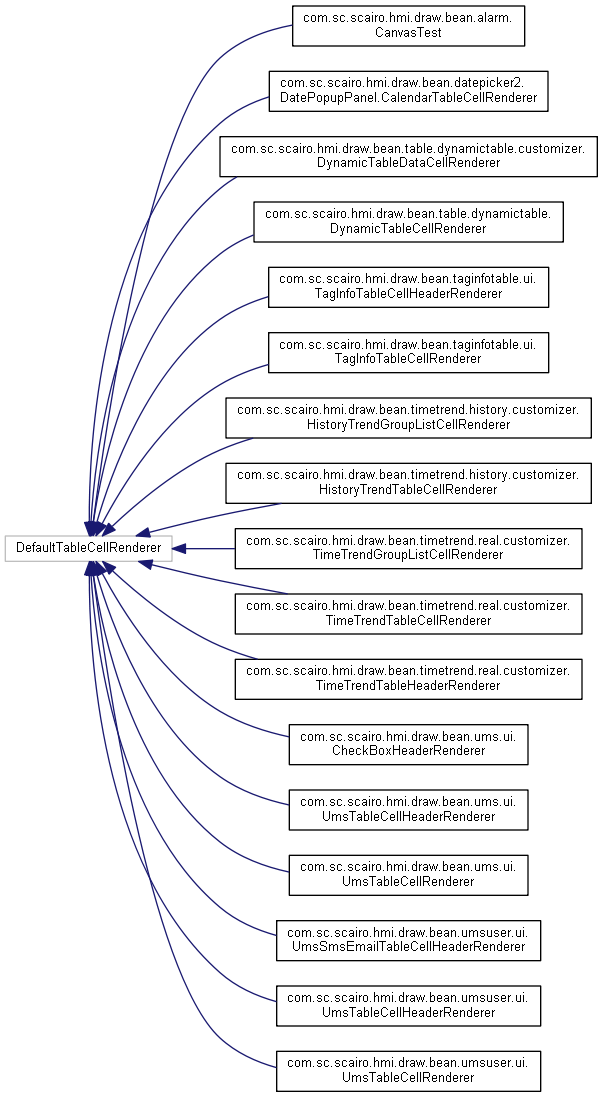 com.sc.scairo.hmi.draw.bean.alarm.
CanvasTest
com.sc.scairo.hmi.draw.bean.datepicker2.
DatePopupPanel.CalendarTableCellRenderer
com.sc.scairo.hmi.draw.bean.table.dynamictable.customizer.
DynamicTableDataCellRenderer
com.sc.scairo.hmi.draw.bean.table.dynamictable.
DynamicTableCellRenderer
com.sc.scairo.hmi.draw.bean.taginfotable.ui.
TagInfoTableCellHeaderRenderer
com.sc.scairo.hmi.draw.bean.taginfotable.ui.
TagInfoTableCellRenderer
com.sc.scairo.hmi.draw.bean.timetrend.history.customizer.
HistoryTrendGroupListCellRenderer
com.sc.scairo.hmi.draw.bean.timetrend.history.customizer.
HistoryTrendTableCellRenderer
DefaultTableCellRenderer
com.sc.scairo.hmi.draw.bean.timetrend.real.customizer.
TimeTrendGroupListCellRenderer
com.sc.scairo.hmi.draw.bean.timetrend.real.customizer.
TimeTrendTableCellRenderer
com.sc.scairo.hmi.draw.bean.timetrend.real.customizer.
TimeTrendTableHeaderRenderer
com.sc.scairo.hmi.draw.bean.ums.ui.
CheckBoxHeaderRenderer
com.sc.scairo.hmi.draw.bean.ums.ui.
UmsTableCellHeaderRenderer
com.sc.scairo.hmi.draw.bean.ums.ui.
UmsTableCellRenderer
com.sc.scairo.hmi.draw.bean.umsuser.ui.
UmsSmsEmailTableCellHeaderRenderer
com.sc.scairo.hmi.draw.bean.umsuser.ui.
UmsTableCellHeaderRenderer
com.sc.scairo.hmi.draw.bean.umsuser.ui.
UmsTableCellRenderer